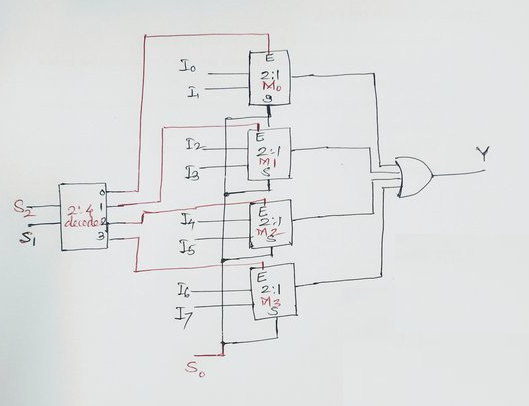 I0
I1
E
2:1
M0
S
I2
I3
E
2:1
M1
S
Y
S2
S1
2:4
decoder
0
1
2
3
I4
I5
E
2:1
M2
S
I6
I7
E
2:1
M3
S
S0